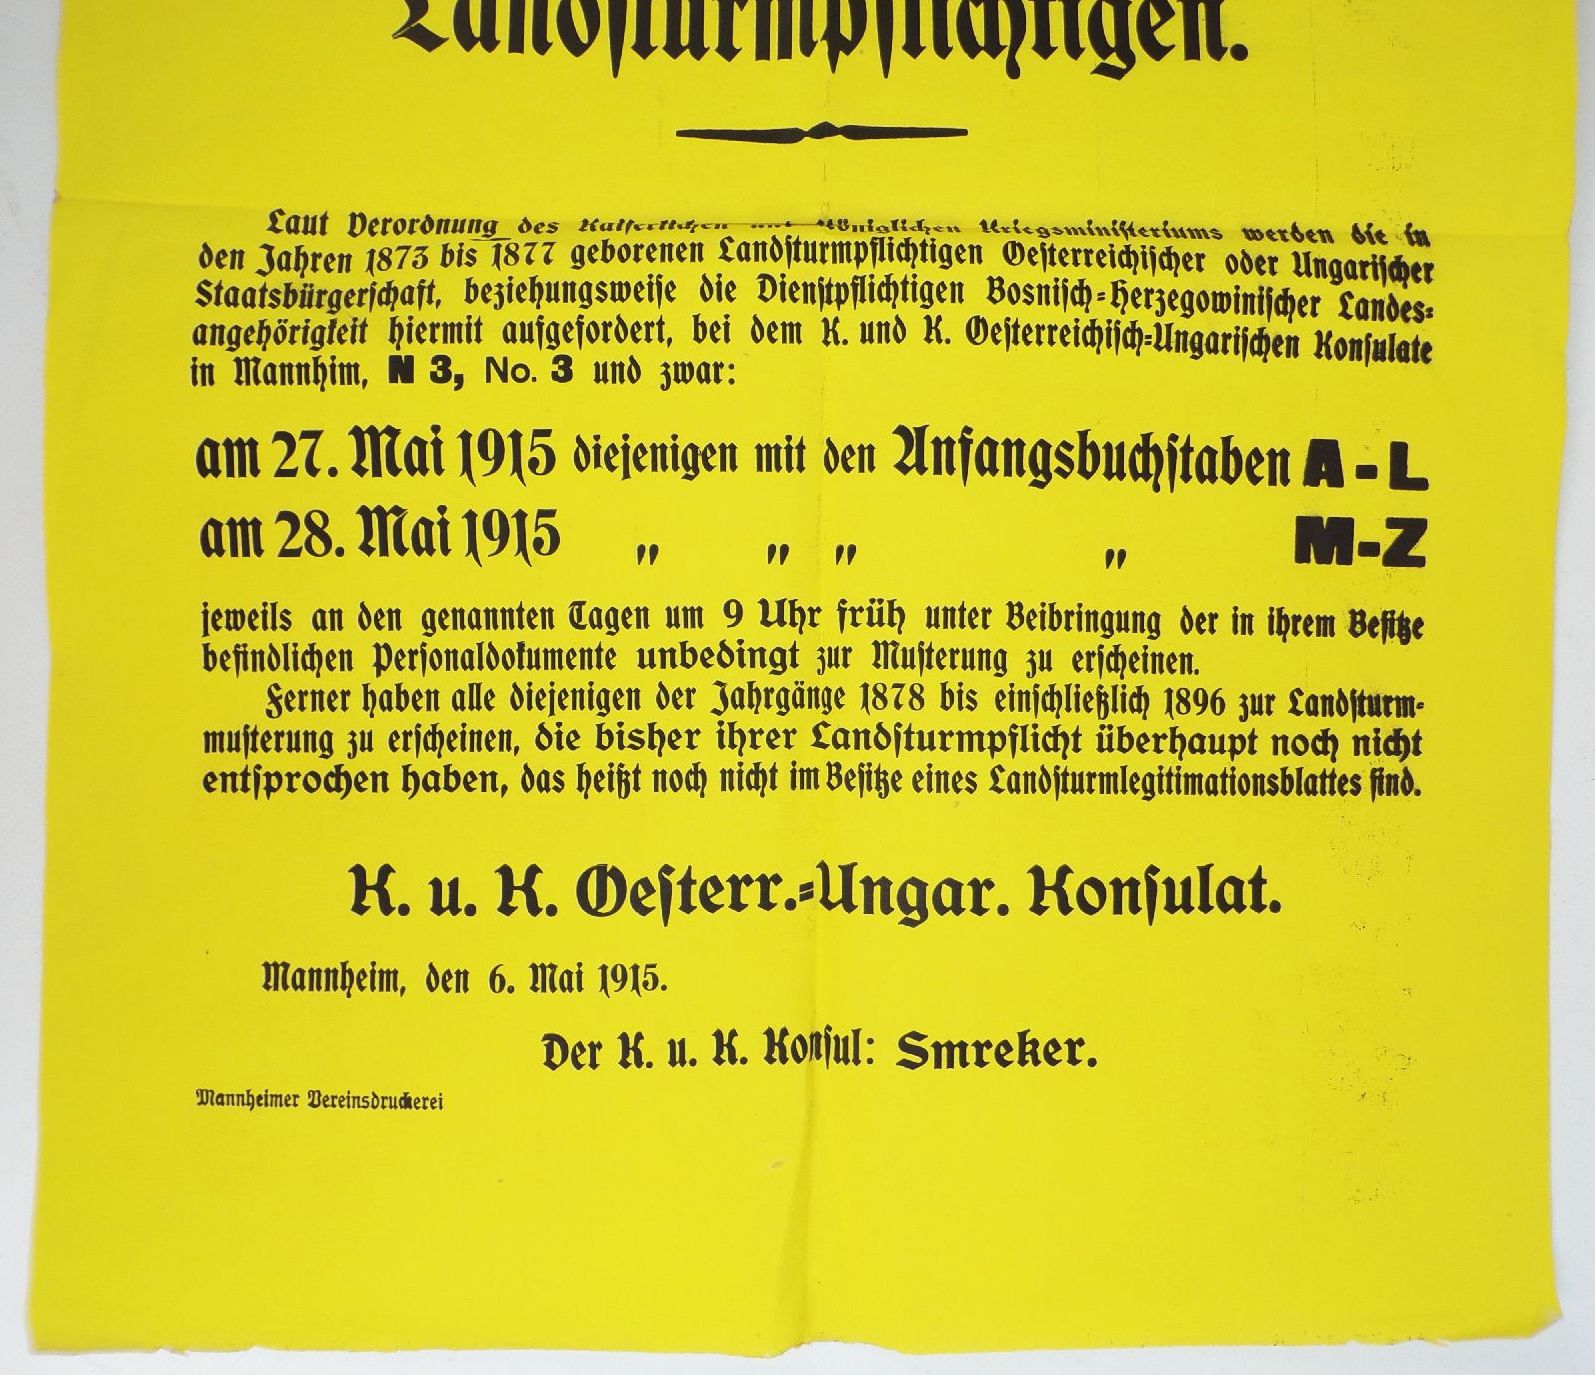 Landsturmpflichtigen.
Laut Verordnung des Kaiserlichen und Königlichen Kriegsministeriums werden die in
den Jahren 1873 bis 1877 geborenen Landsturmpflichtigen Oesterreichischer oder Ungarischer
Staatsbürgerschaft, beziehungsweise die Dienstpflichtigen Bosnisch-Herzegowinischer Landes-
angehörigkeit hiermit aufgefordert, bei dem K. und K. Oesterreichisch-Ungarischen Konsulate
in Mannhim, N 3, No. 3 und zwar:
am 27. Mai 1915 diejenigen mit den Anfangsbuchstaben A-L
am 28. Mai 1915 „ „ „ „ M-Z
jeweils an den genannten Tagen um 9 Uhr früh unter Beibringung der in ihrem Besitze
befindlichen Personaldokumente unbedingt zur Musterung zu erscheinen.
Ferner haben alle diejenigen der Jahrgänge 1878 bis einschließlich 1896 zur Landsturm-
musterung zu erscheinen, die bisher ihrer Landsturmpflicht überhaupt noch nicht
entsprochen haben, das heißt noch nicht im Besitze eines Landsturmlegitimationsblattes sind.
K. u. K. Oesterr.-Ungar. Konsulat.
Mannheim, den 6. Mai 1915.
Der K. u. K. Konsul: Smreker.
Mannheimer Vereinsdruckerei